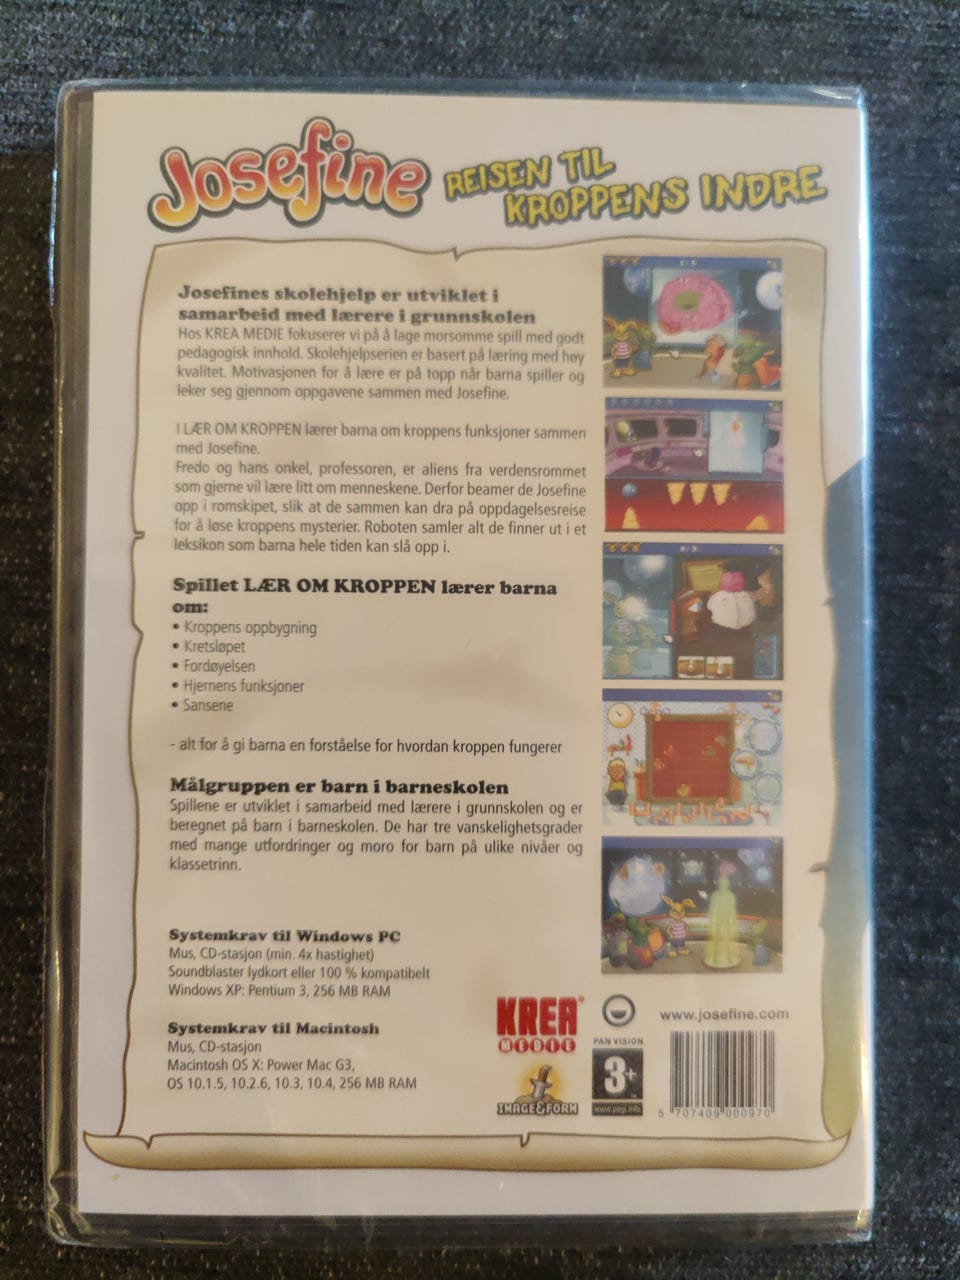 Josefine
REISEN TIL
KROPPENS INDRE
Josefines skolehjelp er utviklet i
samarbeid med lærere i grunnskolen
Hos KREA MEDIE fokuserer vi på å lage morsomme spill med godt
pedagogisk innhold. Skolehjelpserien er basert på læring med høy
kvalitet. Motivasjonen for å lære er på topp når barna spiller og
leker seg gjennom oppgavene sammen med Josefine.
I LÆR OM KROPPEN lærer barna om kroppens funksjoner sammen
med Josefine.
Fredo og hans onkel, professoren, er aliens fra verdensrommet
som gjerne vil lære litt om menneskene. Derfor beamer de Josefine
opp i romskipet, slik at de sammen kan dra på oppdagelsesreise
for å løse kroppens mysterier. Roboten samler alt de finner ut i et
leksikon som barna hele tiden kan slå opp i.
Spillet LÆR OM KROPPEN lærer barna
om:
• Kroppens oppbygning
• Kretsløpet
• Fordøyelsen
• Hjernens funksjoner
• Sansene
- alt for å gi barna en forståelse for hvordan kroppen fungerer
Målgruppen er barn i barneskolen
Spillene er utviklet i samarbeid med lærere i grunnskolen og er
beregnet på barn i barneskolen. De har tre vanskelighetsgrader
med mange utfordringer og moro for barn på ulike nivåer og
klassetrinn.
Systemkrav til Windows PC
Mus, CD-stasjon (min. 4x hastighet)
Soundblaster lydkort eller 100 % kompatibelt
Windows XP: Pentium 3, 256 MB RAM
Systemkrav til Macintosh
Mus, CD-stasjon
Macintosh OS X: Power Mac G3,
OS 10.1.5, 10.2.6, 10.3, 10.4, 256 MB RAM
KREA
MEDIE
IMAGE&FORM
PAN VISION
3+
www.pegi.info
www.josefine.com
5 707409 000970